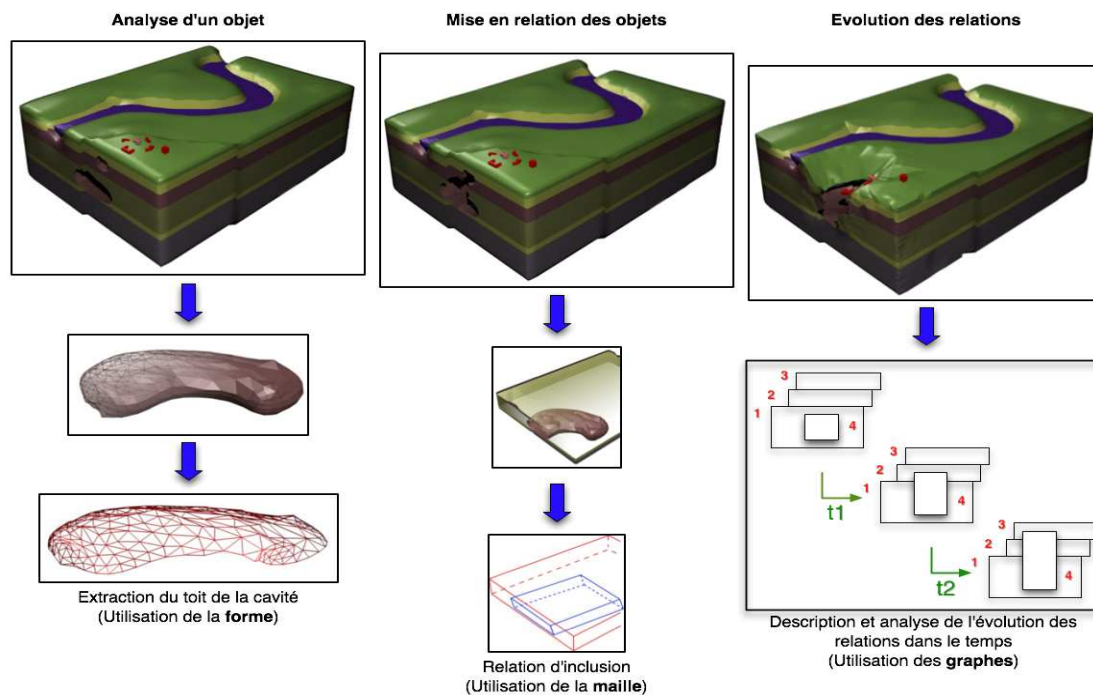 Analyse d'un objet
Mise en relation des objets
Evolution des relations
Extraction du toit de la cavité
(Utilisation de la forme)
Relation d'inclusion
(Utilisation de la maille)
3
2
1
4
t1
3
2
1
4
t2
3
2
1
4
Description et analyse de l'évolution des
relations dans le temps
(Utilisation des graphes)